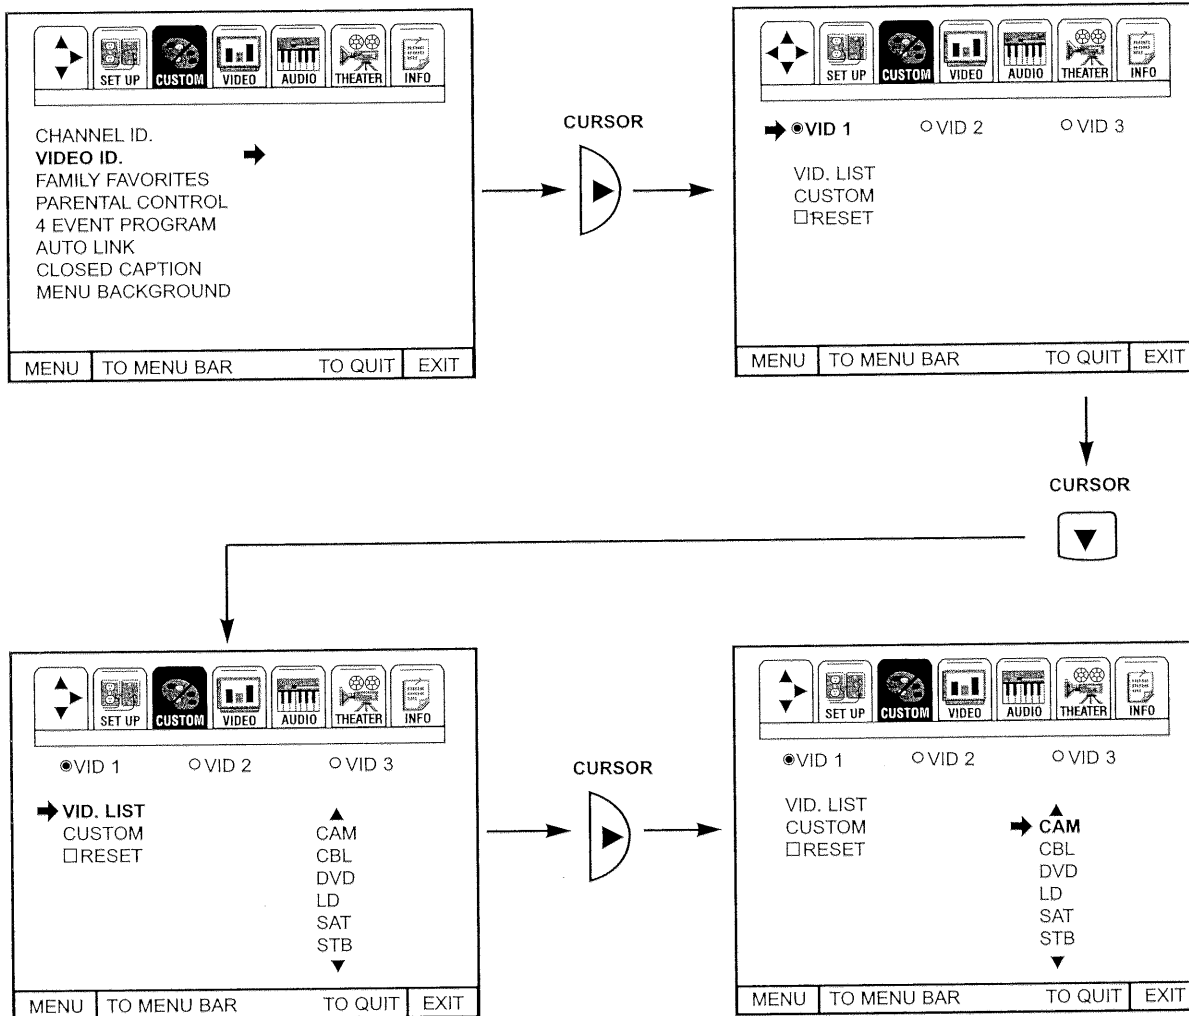 SET UP CUSTOM VIDEO AUDIO THEATER INFO
CHANNEL ID.
VIDEO ID.
FAMILY FAVORITES
PARENTAL CONTROL
4 EVENT PROGRAM
AUTO LINK
CLOSED CAPTION
MENU BACKGROUND
MENU TO MENU BAR TO QUIT EXIT
CURSOR
SET UP CUSTOM VIDEO AUDIO THEATER INFO
VID 1 VID 2 VID 3
VID. LIST
CUSTOM
RESET
MENU TO MENU BAR TO QUIT EXIT
CURSOR
SET UP CUSTOM VIDEO AUDIO THEATER INFO
VID 1 VID 2 VID 3
VID. LIST
CUSTOM
RESET
CAM
CBL
DVD
LD
SAT
STB
MENU TO MENU BAR TO QUIT EXIT
CURSOR
SET UP CUSTOM VIDEO AUDIO THEATER INFO
VID 1 VID 2 VID 3
VID. LIST
CUSTOM
RESET
CAM
CBL
DVD
LD
SAT
STB
MENU TO MENU BAR TO QUIT EXIT